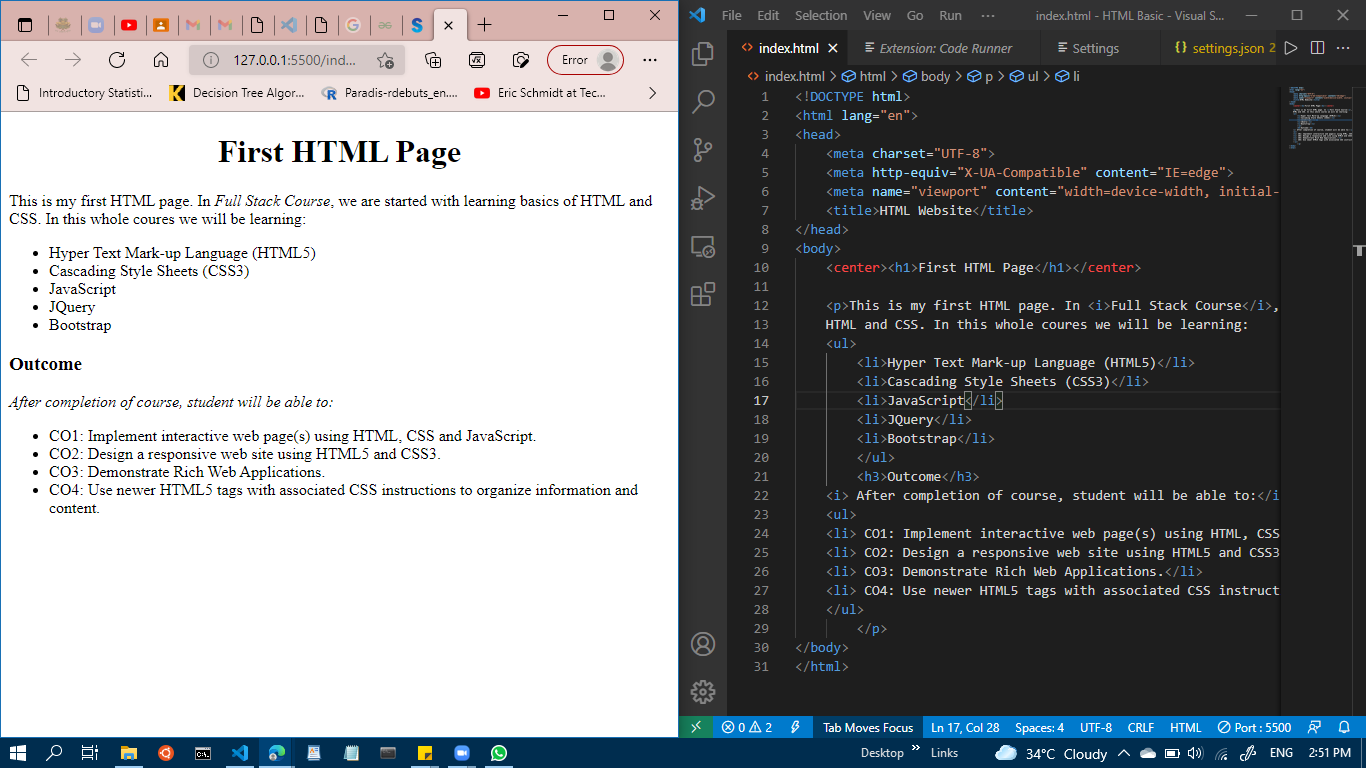 127.0.0.1:5500/ind...
Error
Introductory Statisti...
Decision Tree Algor...
Paradis-rdebuts_en....
Eric Schmidt at Tec...
First HTML Page
This is my first HTML page. In Full Stack Course, we are started with learning basics of HTML and
CSS. In this whole coures we will be learning:
Hyper Text Mark-up Language (HTML5)
Cascading Style Sheets (CSS3)
JavaScript
JQuery
Bootstrap
Outcome
After completion of course, student will be able to:
CO1: Implement interactive web page(s) using HTML, CSS and JavaScript.
CO2: Design a responsive web site using HTML5 and CSS3.
CO3: Demonstrate Rich Web Applications.
CO4: Use newer HTML5 tags with associated CSS instructions to organize information and
content.
File Edit Selection View Go Run ··· index.html - HTML Basic - Visual S...
index.html Extension: Code Runner Settings {} settings.json 2
index.html > html > body > p > ul > li
1 <!DOCTYPE html>
2 <html lang="en">
3 <head>
4 <meta charset="UTF-8">
5 <meta http-equiv="X-UA-Compatible" content="IE=edge">
6 <meta name="viewport" content="width=device-width, initial-
7 <title>HTML Website</title>
8 </head>
9 <body>
10 <center><h1>First HTML Page</h1></center>
11
12 <p>This is my first HTML page. In <i>Full Stack Course</i>,
13 HTML and CSS. In this whole coures we will be learning:
14 <ul>
15 <li>Hyper Text Mark-up Language (HTML5)</li>
16 <li>Cascading Style Sheets (CSS3)</li>
17 <li>JavaScript</li>
18 <li>JQuery</li>
19 <li>Bootstrap</li>
20 </ul>
21 <h3>Outcome</h3>
22 <i> After completion of course, student will be able to:</i
23 <ul>
24 <li> CO1: Implement interactive web page(s) using HTML, CSS
25 <li> CO2: Design a responsive web site using HTML5 and CSS3
26 <li> CO3: Demonstrate Rich Web Applications.</li>
27 <li> CO4: Use newer HTML5 tags with associated CSS instruct
28 </ul>
29 </p>
30 </body>
31 </html>
0 2 Tab Moves Focus Ln 17, Col 28 Spaces: 4 UTF-8 CRLF HTML Port : 5500
Desktop Links 34°C Cloudy ENG 2:51 PM